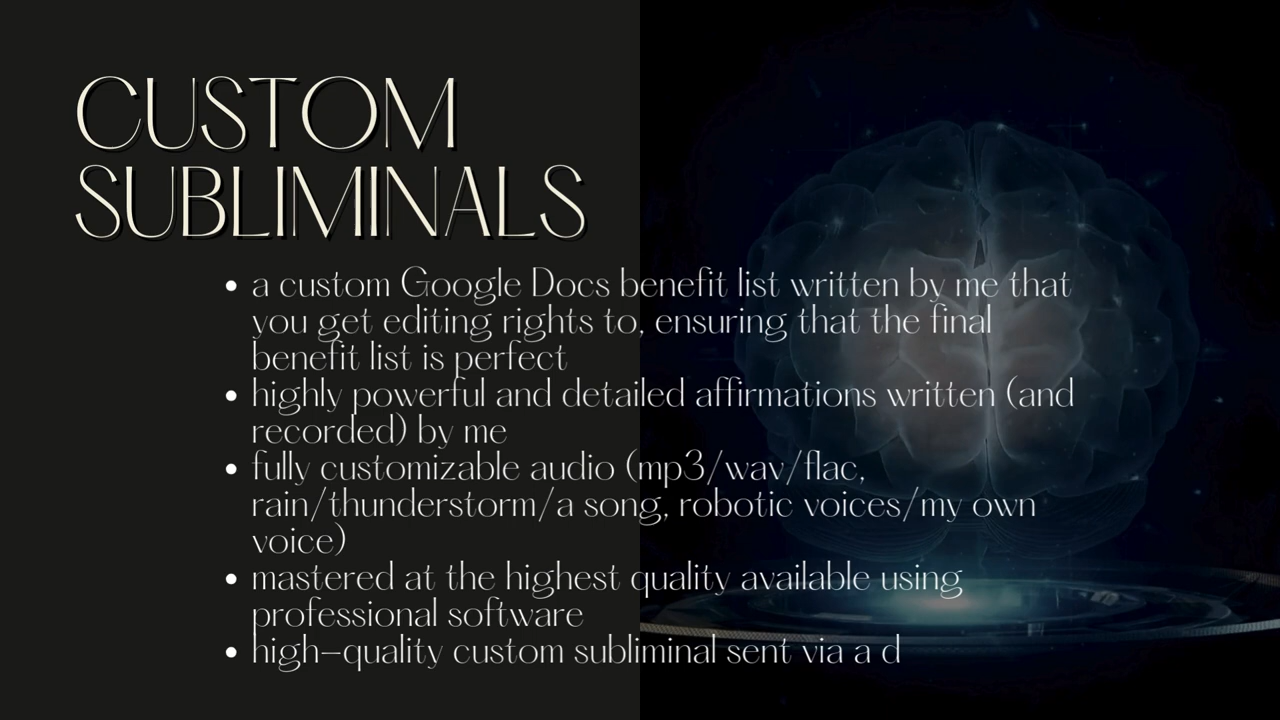 CUSTOM
SUBLIMINALS
• a custom Google Docs benefit list written by me that
you get editing rights to, ensuring that the final
benefit list is perfect
• highly powerful and detailed affirmations written (and
recorded) by me
• fully customizable audio (mp3/wav/flac,
rain/thunderstorm/a song, robotic voices/my own
voice)
• mastered at the highest quality available using
professional software
• high-quality custom subliminal sent via a d